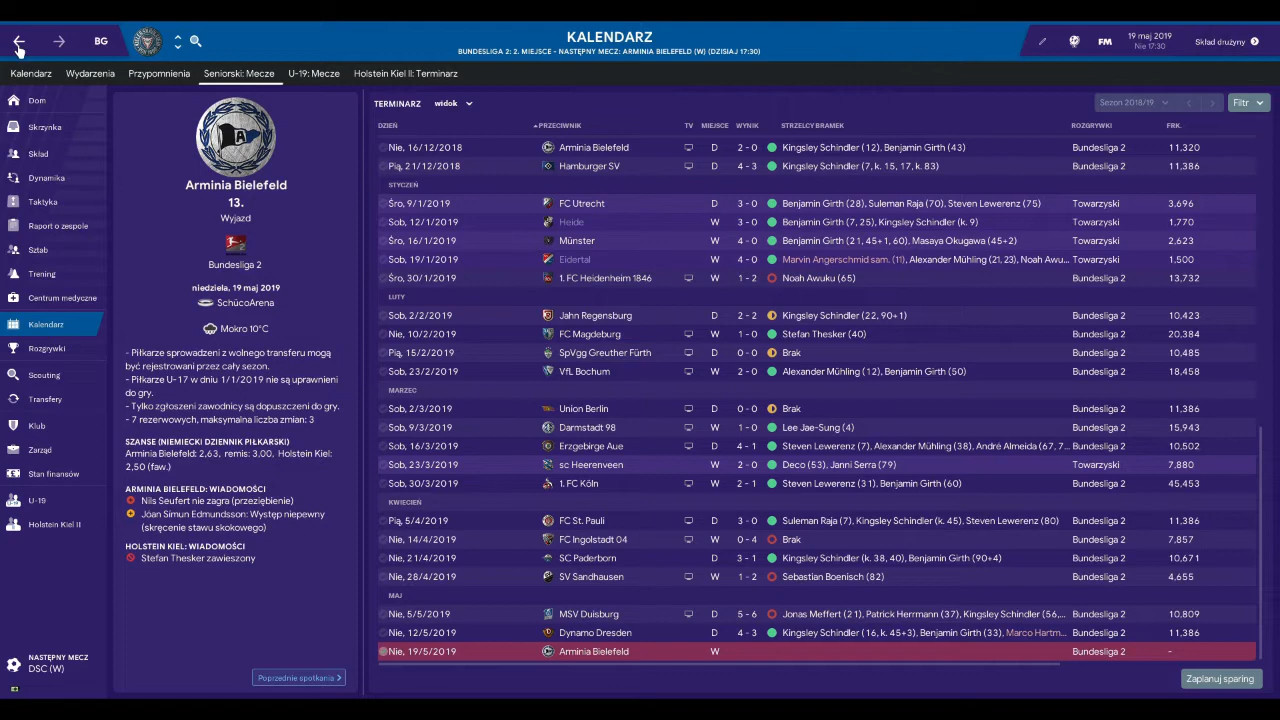 BG
KALENDARZ
BUNDESLIGA 2: 2. MIEJSCE - NASTĘPNY MECZ: ARMINIA BIELEFELD (W) (DZISIAJ 17:30)
FM
19 maj 2019
Nie 17:30
Skład drużyny
Kalendarz Wydarzenia Przypomnienia Seniorski: Mecze U-19: Mecze Holstein Kiel II: Terminarz
Dom
Skrzynka
Skład
Dynamika
Taktyka
Raport o zespole
Sztab
Trening
Centrum medyczne
Kalendarz
Rozgrywki
Scouting
Transfery
Klub
Zarząd
Stan finansów
U-19
Holstein Kiel II
NASTĘPNY MECZ
DSC (W)
Arminia Bielefeld
13.
Wyjazd
Bundesliga 2
niedziela, 19 maj 2019
SchücoArena
Mokro 10°C
- Piłkarze sprowadzeni z wolnego transferu mogą
być rejestrowani przez cały sezon.
- Piłkarze U-17 w dniu 1/1/2019 nie są uprawnieni
do gry.
- Tylko zgłoszeni zawodnicy są dopuszczeni do gry.
- 7 rezerwowych, maksymalna liczba zmian: 3
SZANSE (NIEMIECKI DZIENNIK PIŁKARSKI)
Arminia Bielefeld: 2,63, remis: 3,00, Holstein Kiel:
2,50 (faw.)
ARMINIA BIELEFELD: WIADOMOŚCI
Nils Seufert nie zagra (przeziębienie)
Jóan Símun Edmundsson: Występ niepewny
(skręcenie stawu skokowego)
HOLSTEIN KIEL: WIADOMOŚCI
Stefan Thesker zawieszony
Poprzednie spotkania
TERMINARZ widok
Sezon 2018/19
Filtr
DZIEŃ PRZECIWNIK TV MIEJSCE WYNIK STRZELCY BRAMEK ROZGRYWKI FRK.
Nie, 16/12/2018 Arminia Bielefeld D 2 - 0 Kingsley Schindler (12), Benjamin Girth (43) Bundesliga 2 11,320
Pią, 21/12/2018 Hamburger SV D 4 - 3 Kingsley Schindler (7, k. 15, 17, k. 83) Bundesliga 2 11,386
STYCZEŃ
Śro, 9/1/2019 FC Utrecht D 3 - 0 Benjamin Girth (28), Suleman Raja (70), Steven Lewerenz (75) Towarzyski 3,696
Sob, 12/1/2019 Heide W 3 - 0 Benjamin Girth (7, 25), Kingsley Schindler (k. 9) Towarzyski 1,770
Śro, 16/1/2019 Münster W 4 - 0 Benjamin Girth (21, 45+1, 60), Masaya Okugawa (45+2) Towarzyski 2,623
Sob, 19/1/2019 Eidertal W 4 - 0 Marvin Angerschmid sam. (11), Alexander Mühling (21, 23), Noah Awu... Towarzyski 1,500
Śro, 30/1/2019 1. FC Heidenheim 1846 W 1 - 2 Noah Awuku (65) Bundesliga 2 13,732
LUTY
Sob, 2/2/2019 Jahn Regensburg D 2 - 2 Kingsley Schindler (22, 90+1) Bundesliga 2 10,423
Nie, 10/2/2019 FC Magdeburg W 1 - 0 Stefan Thesker (40) Bundesliga 2 20,384
Pią, 15/2/2019 SpVgg Greuther Fürth D 0 - 0 Brak Bundesliga 2 10,485
Sob, 23/2/2019 VfL Bochum W 2 - 0 Alexander Mühling (12), Benjamin Girth (50) Bundesliga 2 18,458
MARZEC
Sob, 2/3/2019 Union Berlin D 0 - 0 Brak Bundesliga 2 11,386
Sob, 9/3/2019 Darmstadt 98 W 1 - 0 Lee Jae-Sung (4) Bundesliga 2 15,943
Sob, 16/3/2019 Erzgebirge Aue D 4 - 1 Steven Lewerenz (7), Alexander Mühling (38), André Almeida (67, 7... Bundesliga 2 10,502
Sob, 23/3/2019 sc Heerenveen W 2 - 0 Deco (53), Janni Serra (79) Towarzyski 7,880
Sob, 30/3/2019 1. FC Köln W 2 - 1 Steven Lewerenz (31), Benjamin Girth (60) Bundesliga 2 45,453
KWIECIEŃ
Pią, 5/4/2019 FC St. Pauli D 3 - 0 Suleman Raja (7), Kingsley Schindler (k. 45), Steven Lewerenz (80) Bundesliga 2 11,386
Nie, 14/4/2019 FC Ingolstadt 04 W 0 - 4 Brak Bundesliga 2 7,857
Nie, 21/4/2019 SC Paderborn D 3 - 1 Kingsley Schindler (k. 38, 40), Benjamin Girth (90+4) Bundesliga 2 10,671
Nie, 28/4/2019 SV Sandhausen W 1 - 2 Sebastian Boenisch (82) Bundesliga 2 4,655
MAJ
Nie, 5/5/2019 MSV Duisburg D 5 - 6 Jonas Meffert (21), Patrick Herrmann (37), Kingsley Schindler (56,... Bundesliga 2 10,809
Nie, 12/5/2019 Dynamo Dresden D 4 - 3 Kingsley Schindler (16, k. 45+3), Benjamin Girth (33), Marco Hartm... Bundesliga 2 11,386
Nie, 19/5/2019 Arminia Bielefeld W Bundesliga 2 -
Zaplanuj sparing